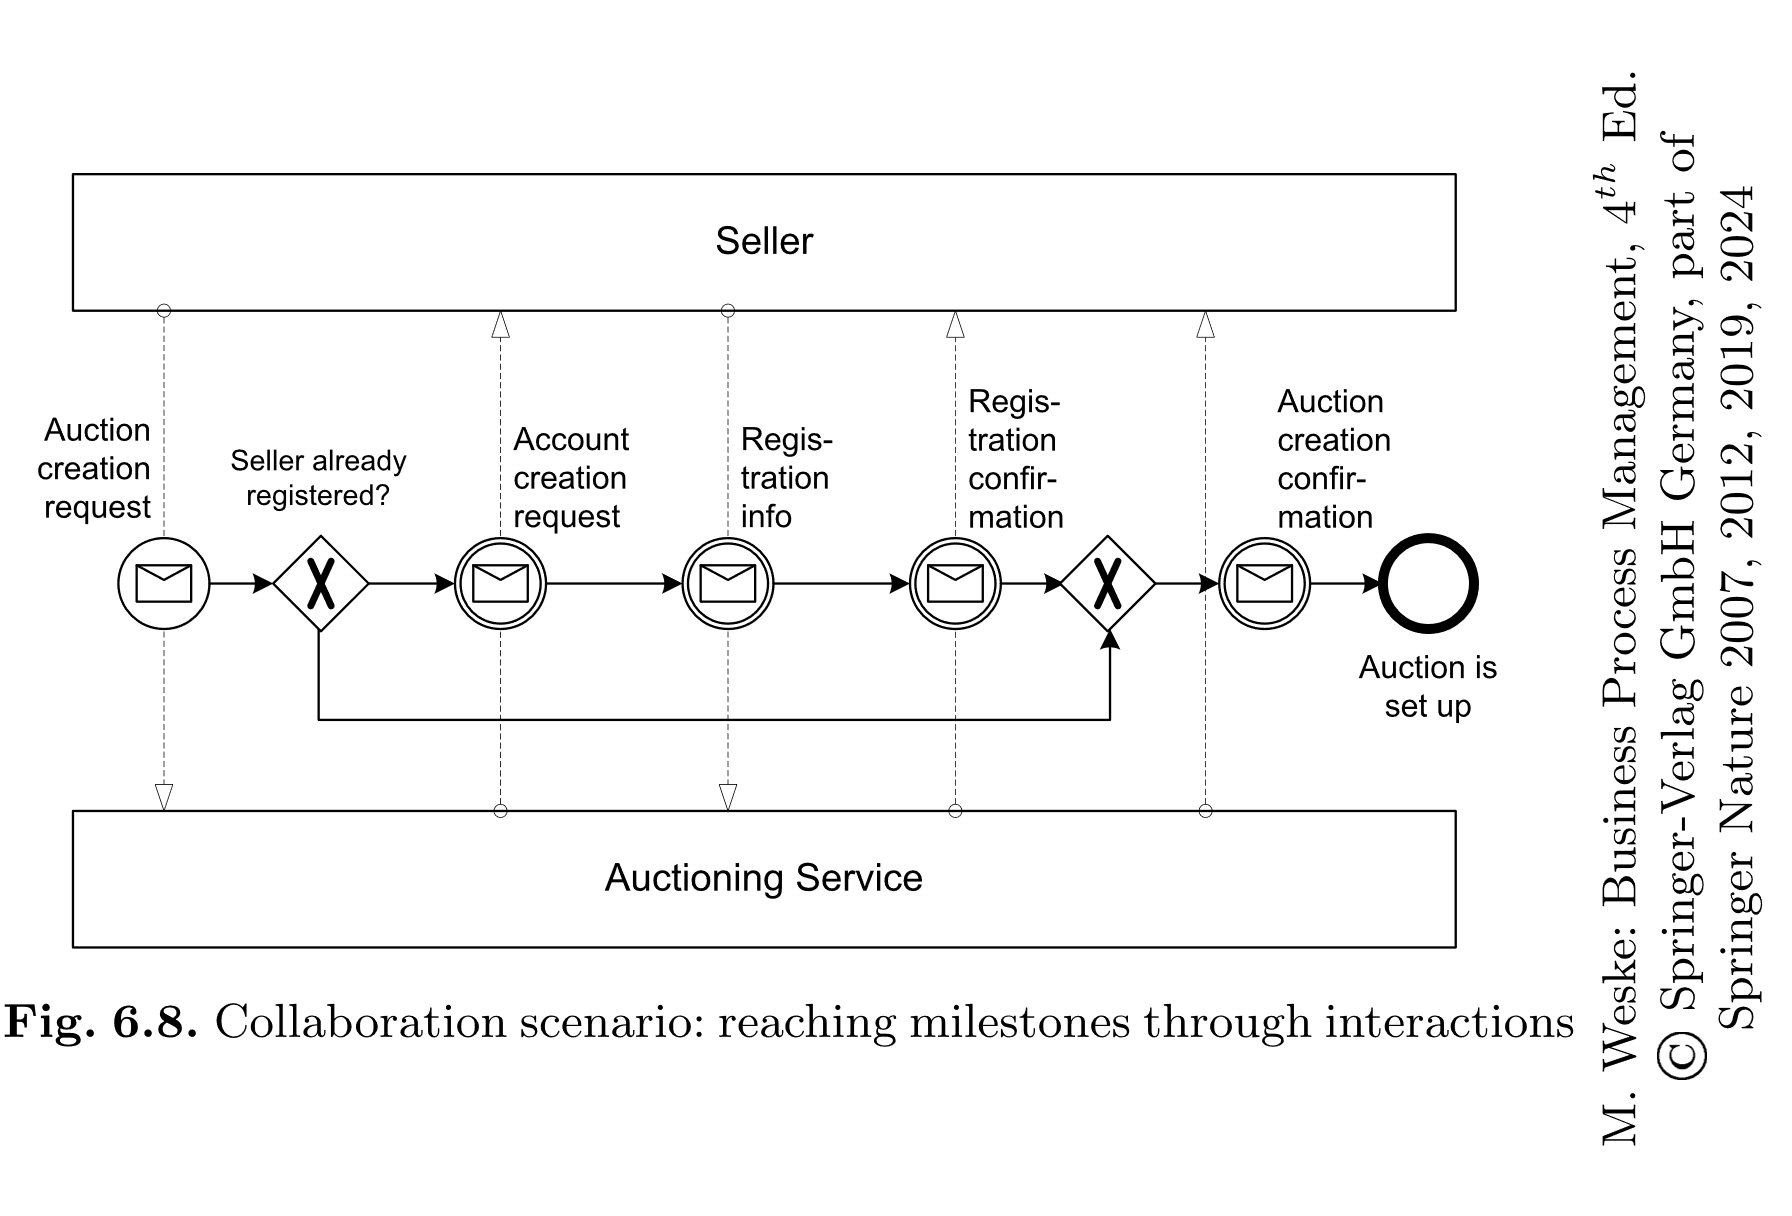 Seller
Auction
creation
request
Seller already
registered?
Account
creation
request
Regis-
tration
info
Regis-
tration
confir-
mation
Auction
creation
confir-
mation
X
X
Auction is
set up
Auctioning Service
Fig. 6.8. Collaboration scenario: reaching milestones through interactions
M. Weske: Business Process Management, 4th Ed.
© Springer-Verlag GmbH Germany, part of
Springer Nature 2007, 2012, 2019, 2024